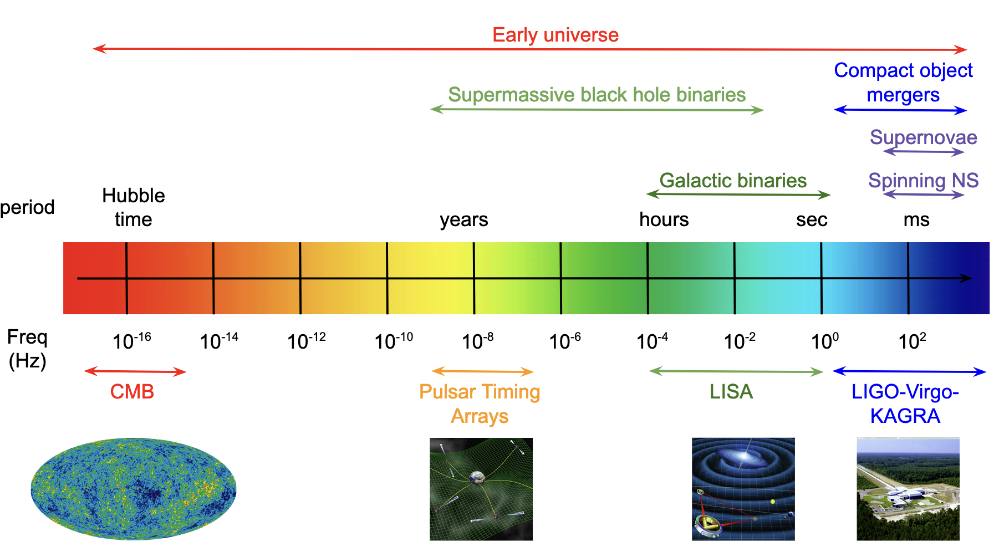 Early universe
Compact object
mergers
Supermassive black hole binaries
Supernovae
Galactic binaries
Spinning NS
period
Hubble
time
years
hours
sec
ms
Freq
(Hz)
10⁻¹⁶ 10⁻¹⁴ 10⁻¹² 10⁻¹⁰ 10⁻⁸ 10⁻⁶ 10⁻⁴ 10⁻² 10⁰ 10²
CMB
Pulsar Timing
Arrays
LISA
LIGO-Virgo-
KAGRA